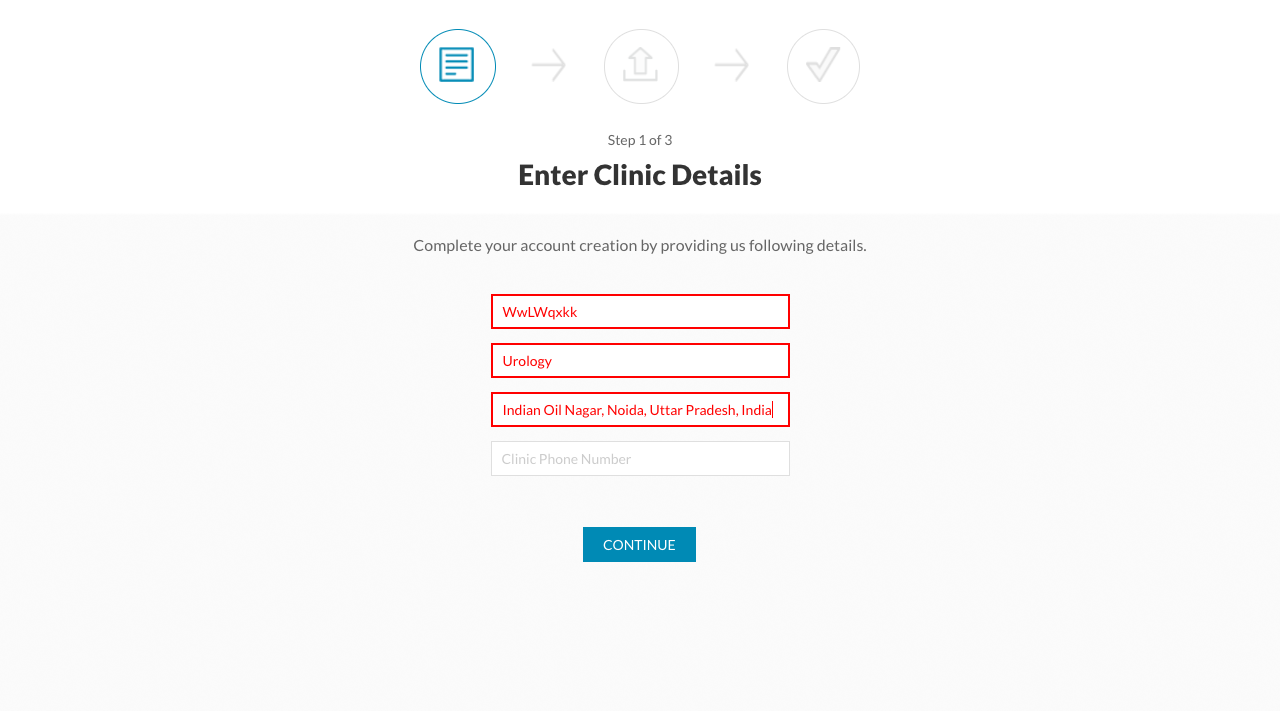 Step 1 of 3
Enter Clinic Details
Complete your account creation by providing us following details.
WwLWqxkk
Urology
Indian Oil Nagar, Noida, Uttar Pradesh, India
Clinic Phone Number
CONTINUE